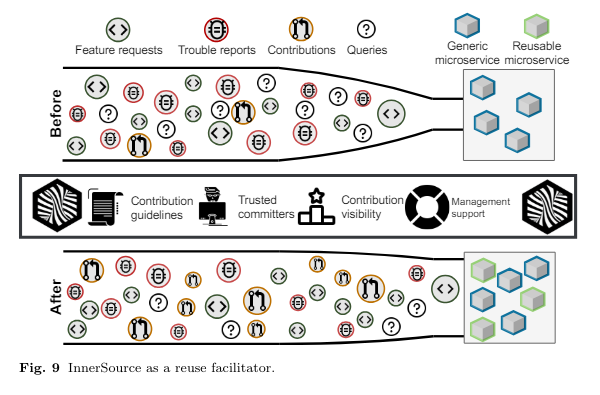 Feature requests
Trouble reports
Contributions
Queries
Generic
microservice
Reusable
microservice
Before
Contribution
guidelines
Trusted
committers
Contribution
visibility
Management
support
After
Fig. 9 InnerSource as a reuse facilitator.